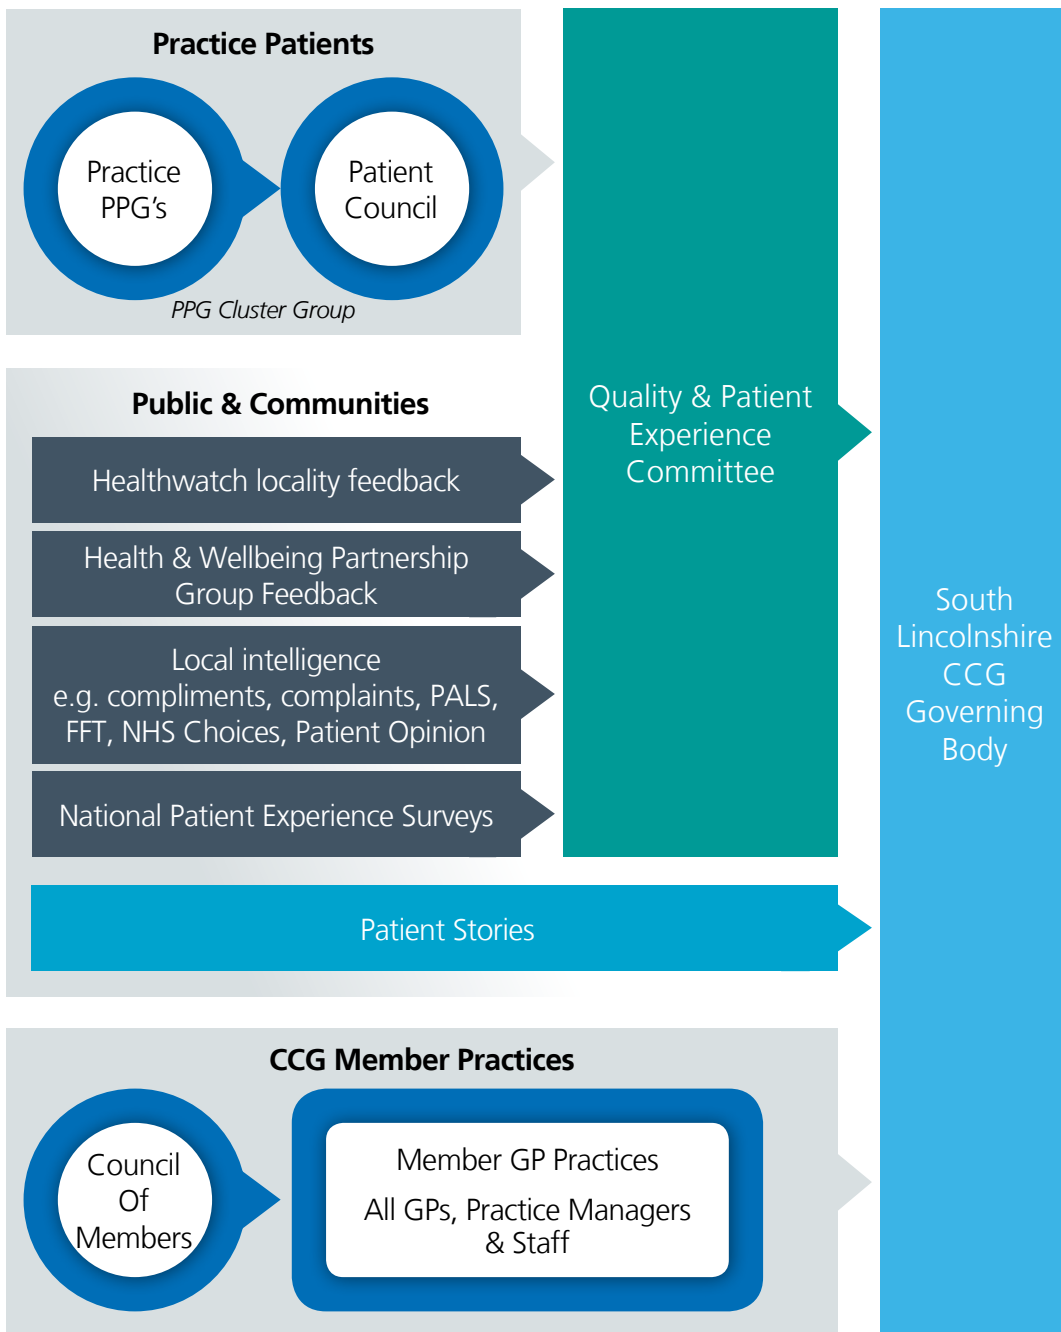 Practice Patients
Practice
PPG’s
Patient
Council
PPG Cluster Group
Public & Communities
Healthwatch locality feedback
Health & Wellbeing Partnership
Group Feedback
Local intelligence
e.g. compliments, complaints, PALS,
FFT, NHS Choices, Patient Opinion
National Patient Experience Surveys
Patient Stories
Quality & Patient
Experience
Committee
South
Lincolnshire
CCG
Governing
Body
CCG Member Practices
Council
Of
Members
Member GP Practices
All GPs, Practice Managers
& Staff